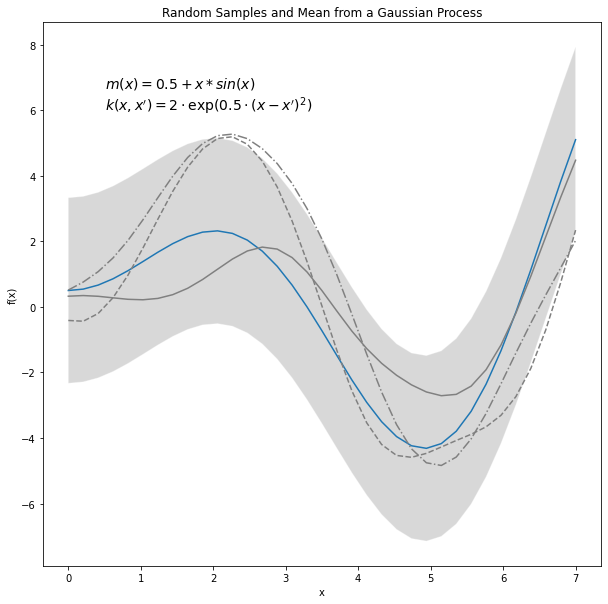 Random Samples and Mean from a Gaussian Process
m(x) = 0.5 + x * sin(x)
k(x, x′) = 2 · exp(0.5 · (x − x′)²)
f(x)
8
6
4
2
0
−2
−4
−6
0 1 2 3 4 5 6 7
x